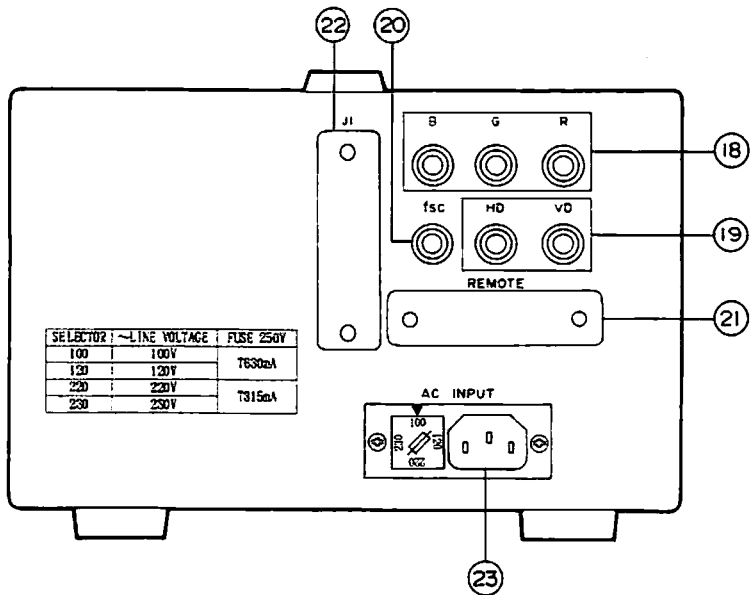 22 20
J1 B G R
18
fsc HD VD
19
REMOTE
21
SELECTOR ~LINE VOLTAGE FUSE 250V
100 100V T630mA
120 120V
220 220V T315mA
230 230V
AC INPUT
100
230 120
220
23